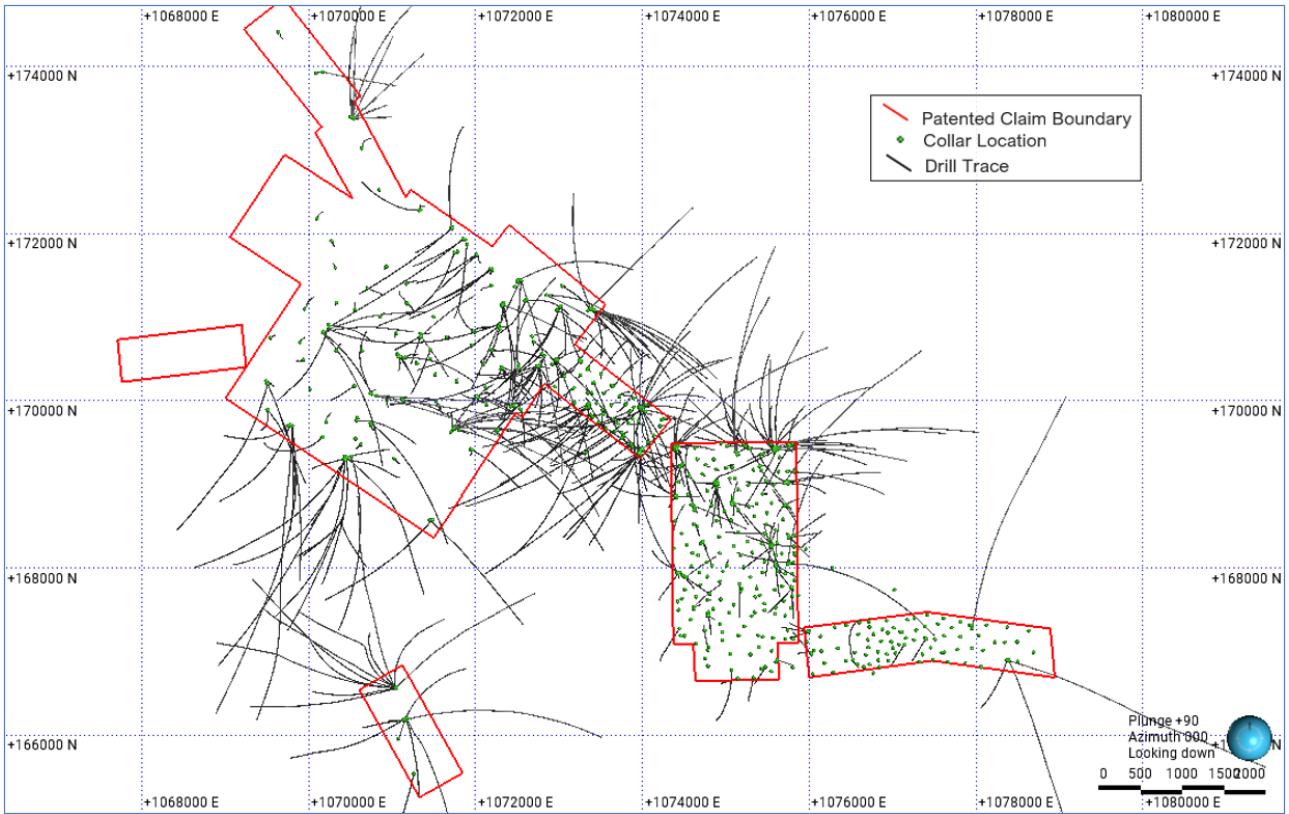 +1068000 E +1070000 E +1072000 E +1074000 E +1076000 E +1078000 E +1080000 E
+174000 N +174000 N
Patented Claim Boundary
Collar Location
Drill Trace
+172000 N +172000 N
+170000 N +170000 N
+168000 N +168000 N
Plunge +90
+166000 N Azimuth 000
Looking down
0 500 1000 1500 2000
+1068000 E +1070000 E +1072000 E +1074000 E +1076000 E +1078000 E +1080000 E